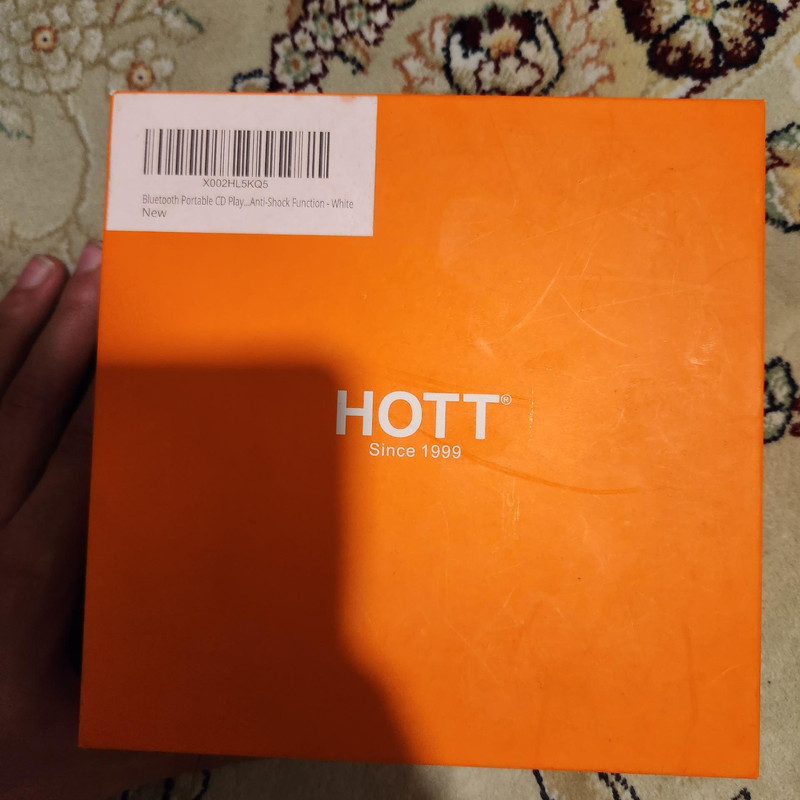 X002HL5KQ5
Bluetooth Portable CD Play...Anti-Shock Function - White
New
HOTT®
Since 1999